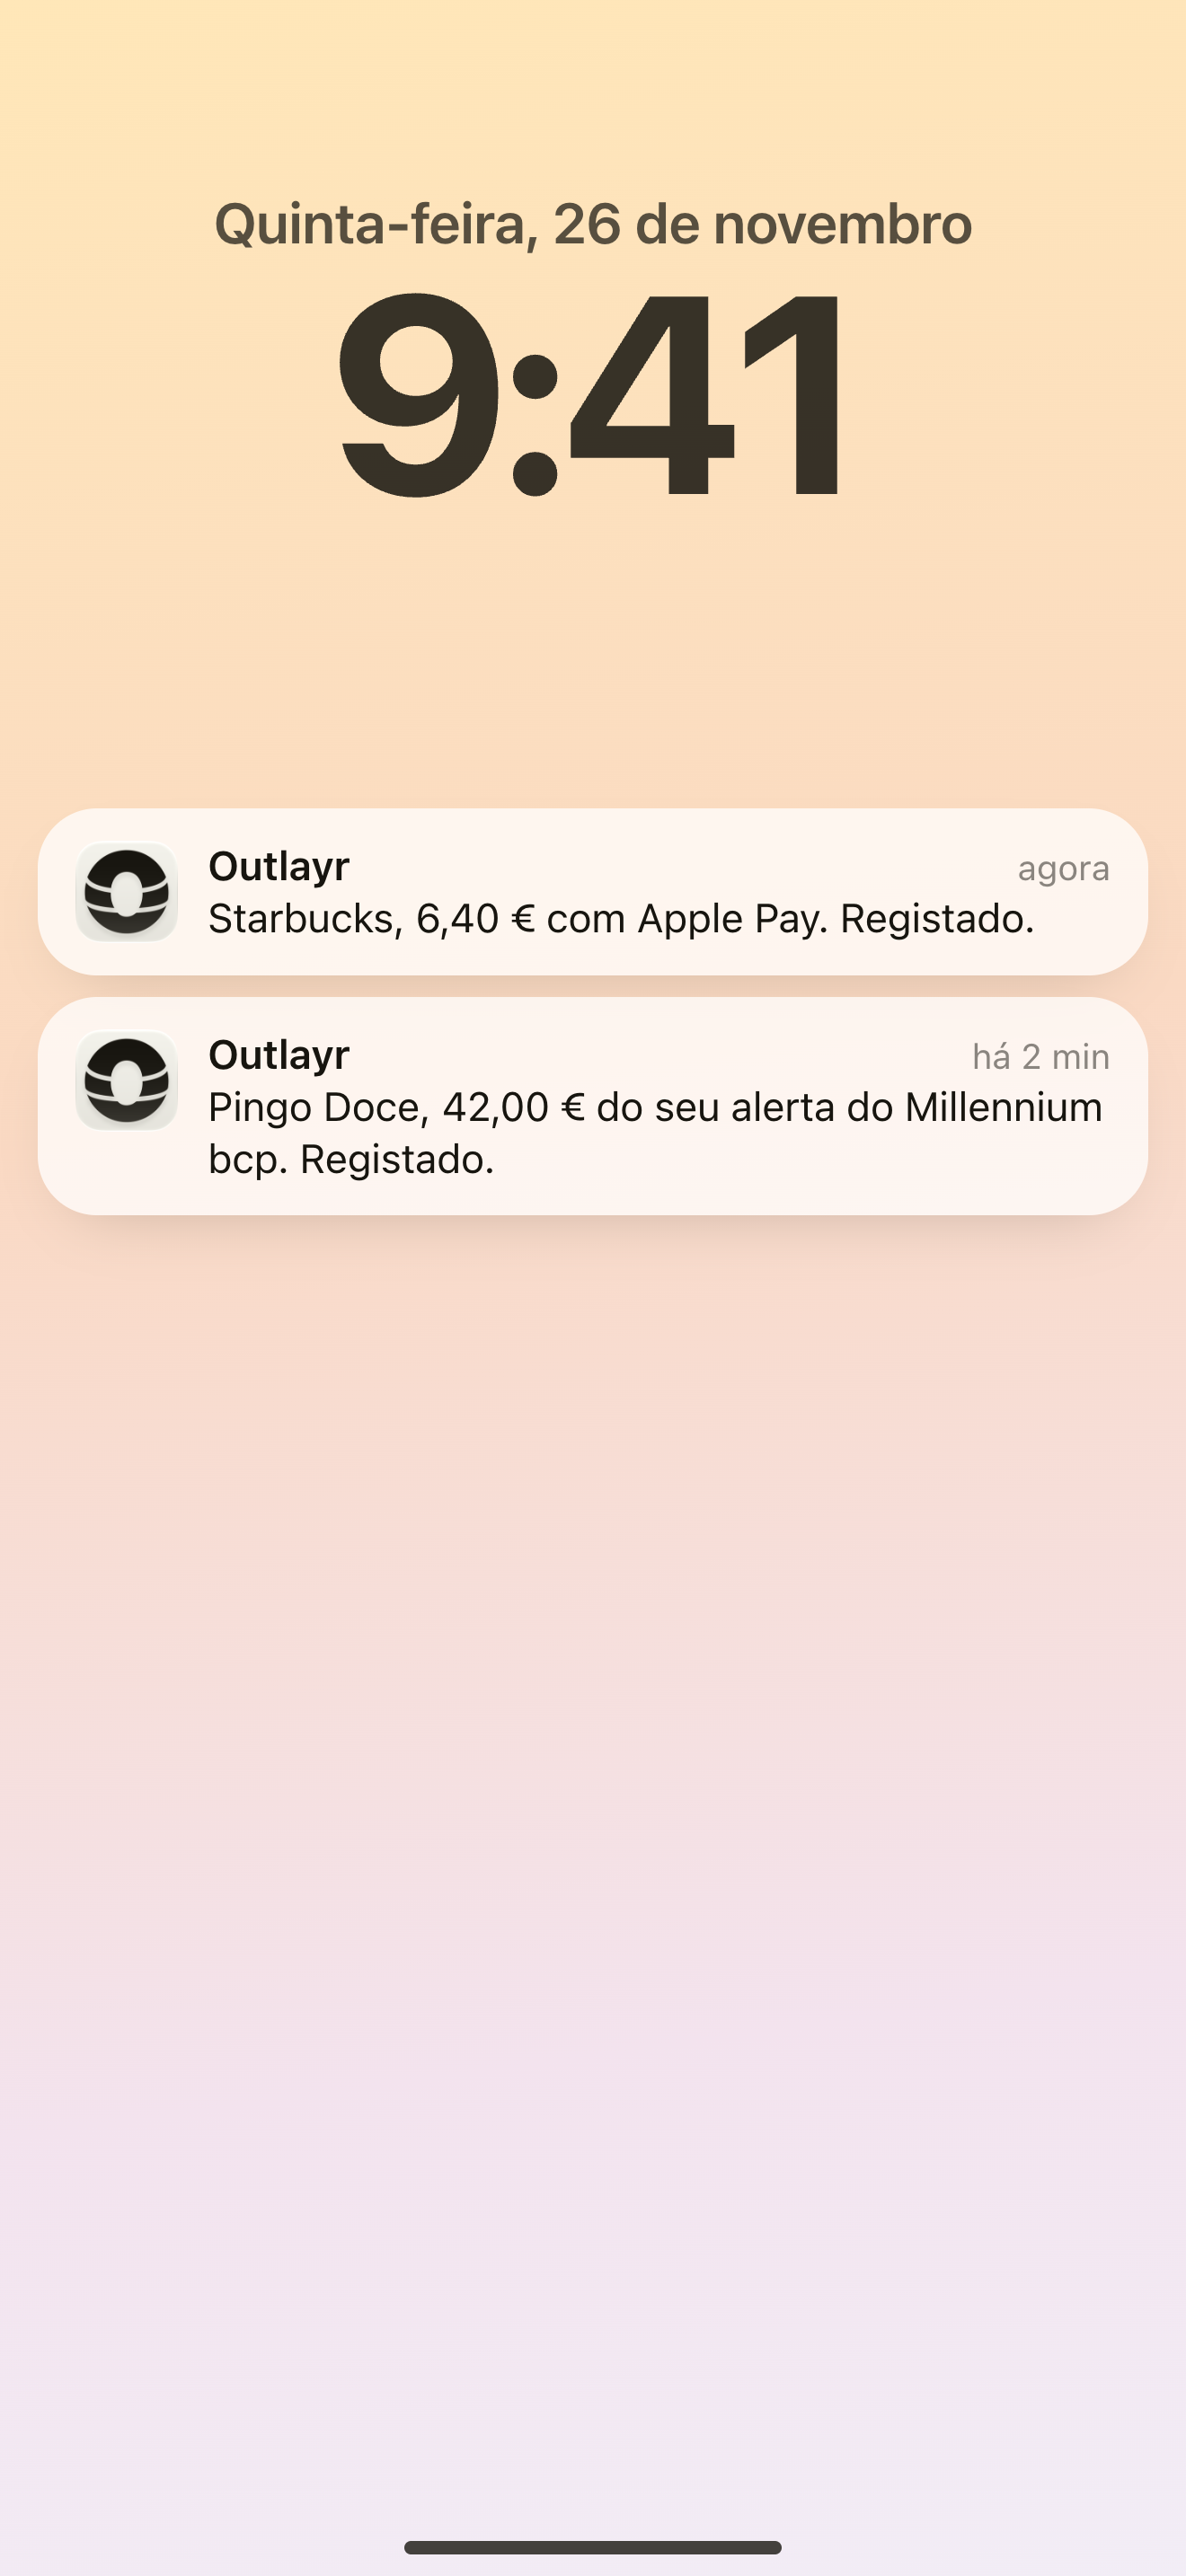 Quinta-feira, 26 de novembro
9:41
Outlayr
agora
Starbucks, 6,40 € com Apple Pay. Registado.
Outlayr
há 2 min
Pingo Doce, 42,00 € do seu alerta do Millennium
bcp. Registado.